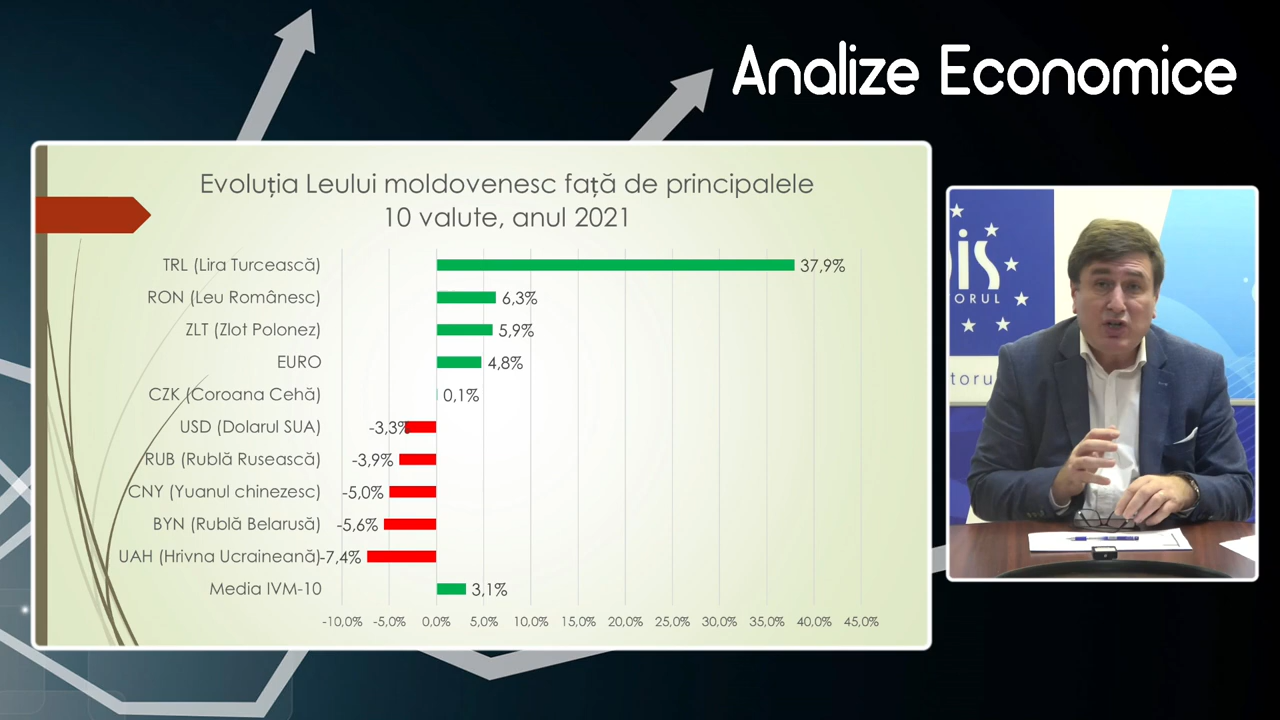 Analize Economice
Evoluția Leului moldovenesc față de principalele
10 valute, anul 2021
TRL (Lira Turcească) 37,9%
RON (Leu Românesc) 6,3%
ZLT (Zlot Polonez) 5,9%
EURO 4,8%
CZK (Coroana Cehă) 0,1%
USD (Dolarul SUA) -3,3%
RUB (Rublă Rusească) -3,9%
CNY (Yuanul chinezesc) -5,0%
BYN (Rublă Belarusă) -5,6%
UAH (Hrivna Ucraineană) -7,4%
Media IVM-10 3,1%
-10,0% -5,0% 0,0% 5,0% 10,0% 15,0% 20,0% 25,0% 30,0% 35,0% 40,0% 45,0%